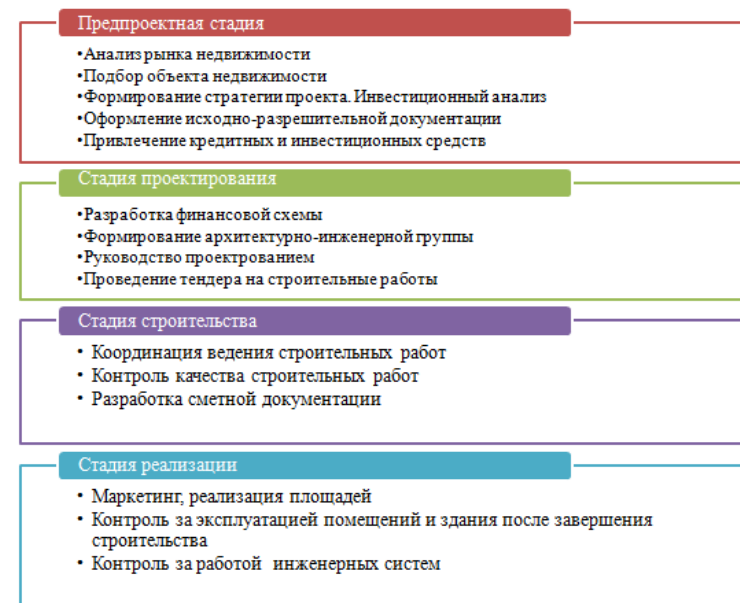 Предпроектная стадия
•Анализ рынка недвижимости
•Подбор объекта недвижимости
•Формирование стратегии проекта. Инвестиционный анализ
•Оформление исходно-разрешительной документации
•Привлечение кредитных и инвестиционных средств
Стадия проектирования
•Разработка финансовой схемы
•Формирование архитектурно-инженерной группы
•Руководство проектрованием
•Проведение тендера на строительные работы
Стадия строительства
• Координация ведения строительных работ
• Контроль качества строительных работ
• Разработка сметной документации
Стадия реализации
• Маркетинг, реализация площадей
• Контроль за эксплуатацией помещений и здания после завершения
строительства
• Контроль за работой инженерных систем